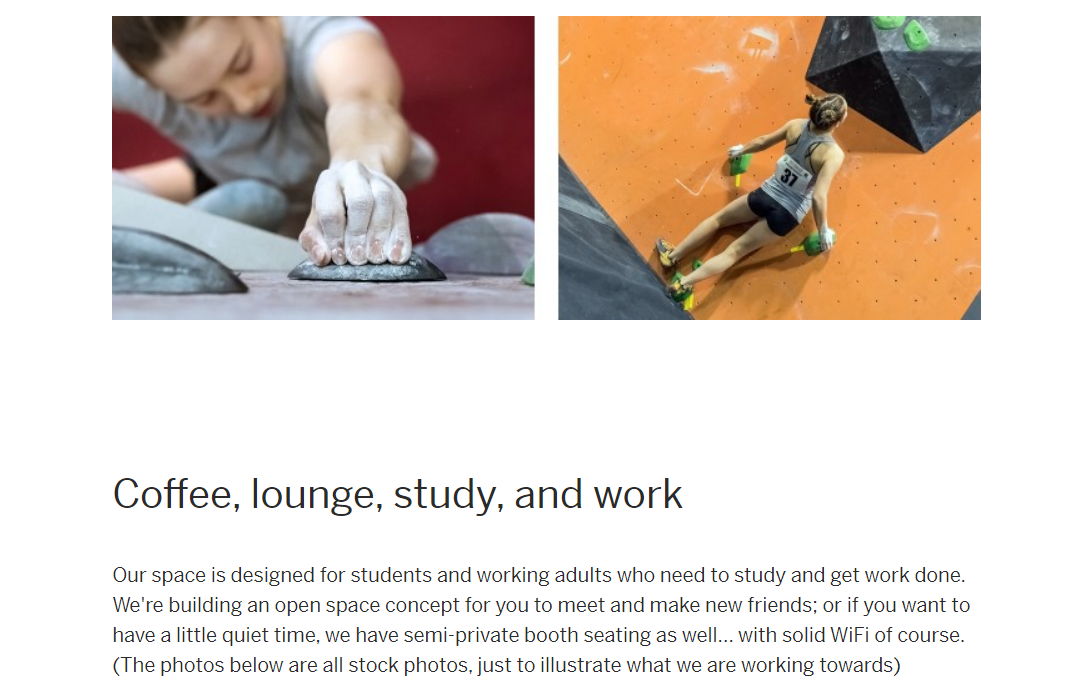 37
Coffee, lounge, study, and work
Our space is designed for students and working adults who need to study and get work done.
We're building an open space concept for you to meet and make new friends; or if you want to
have a little quiet time, we have semi-private booth seating as well... with solid WiFi of course.
(The photos below are all stock photos, just to illustrate what we are working towards)